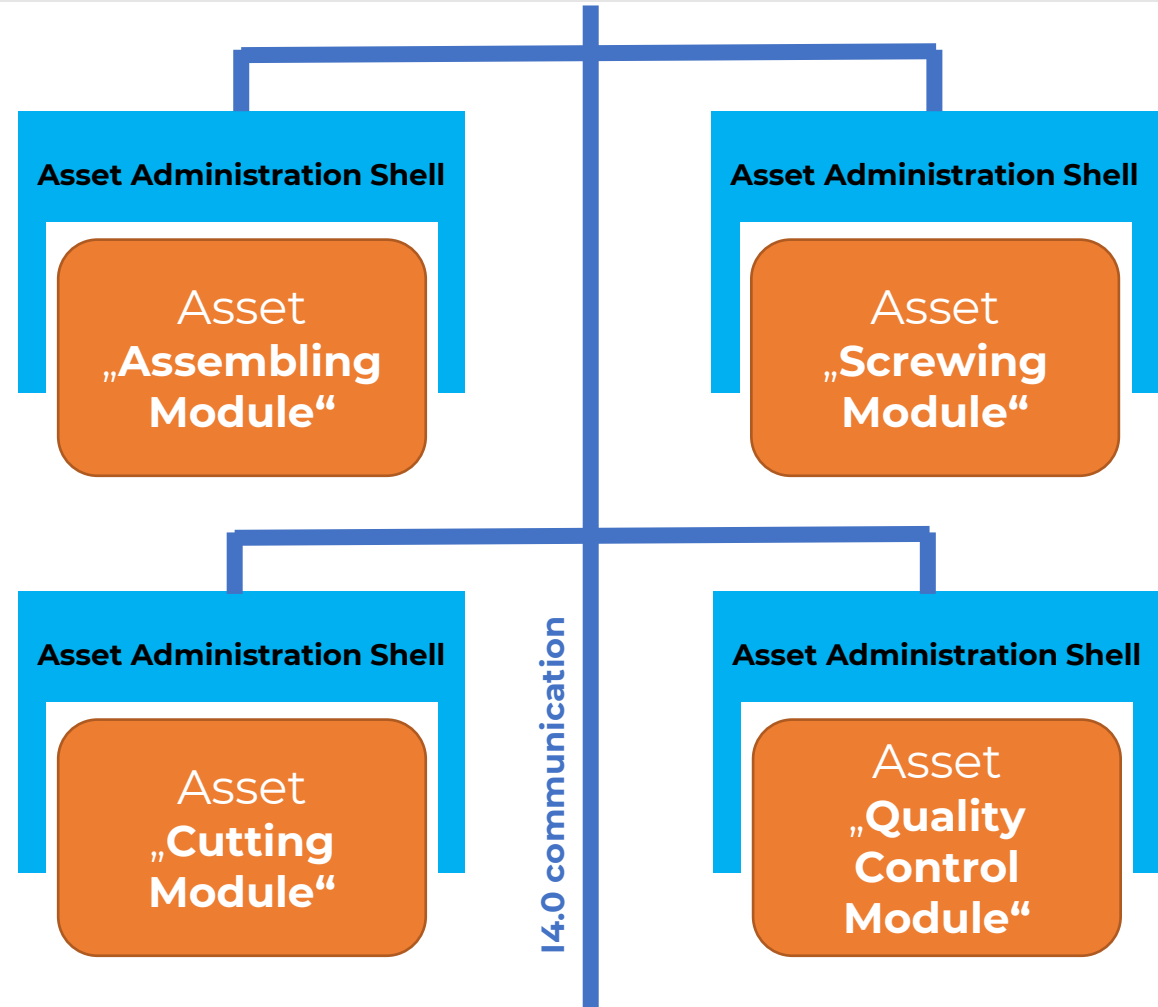 Asset Administration Shell
Asset
„Assembling
Module“
Asset Administration Shell
Asset
„Screwing
Module“
Asset Administration Shell
Asset
„Cutting
Module“
I4.0 communication
Asset Administration Shell
Asset
„Quality
Control
Module“